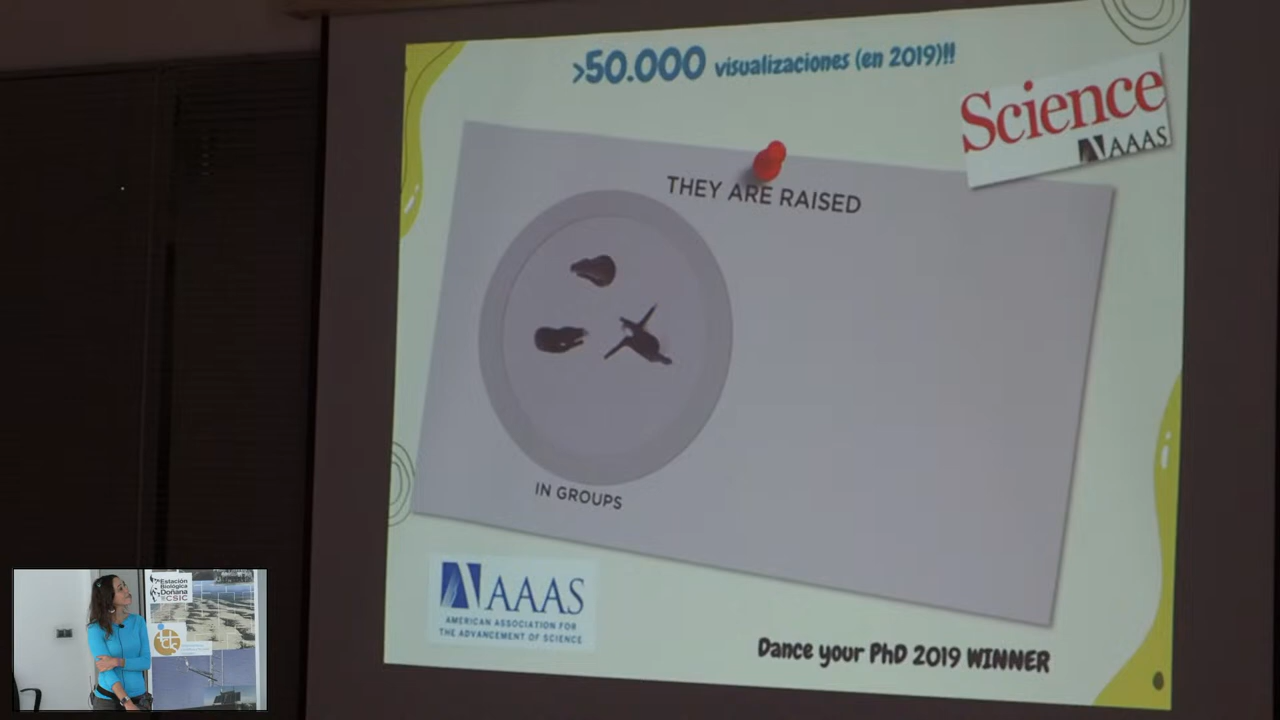 >50.000 visualizaciones (en 2019)!!
Science
AAAS
THEY ARE RAISED
IN GROUPS
AAAS
AMERICAN ASSOCIATION FOR
THE ADVANCEMENT OF SCIENCE
Dance your PhD 2019 WINNER
Estación
Biológica
Doñana
CSIC